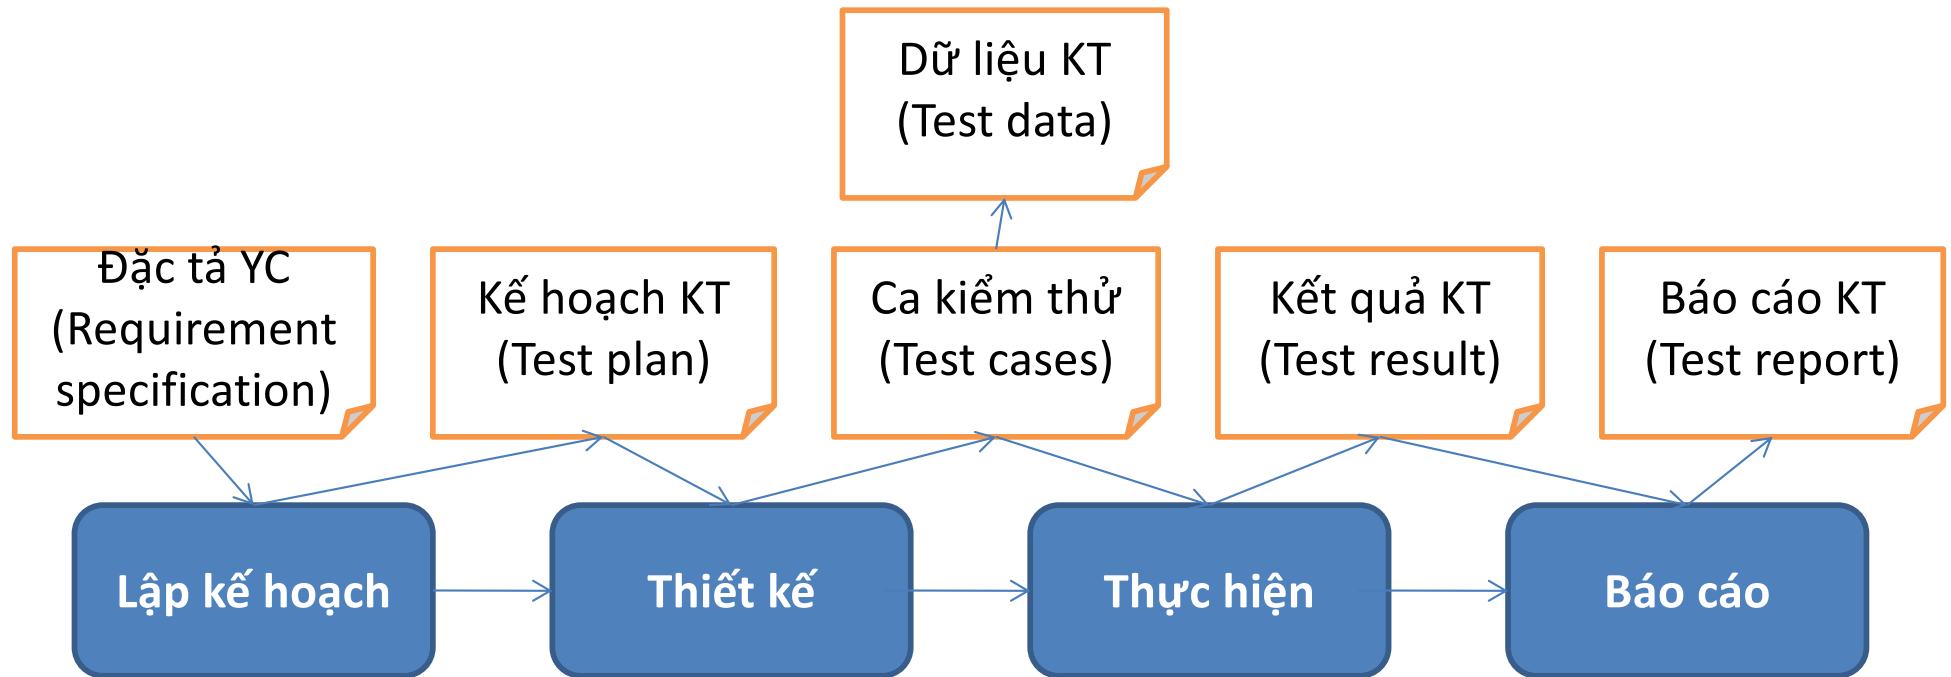 Dữ liệu KT
(Test data)
Đặc tả YC
(Requirement
specification)
Kế hoạch KT
(Test plan)
Ca kiểm thử
(Test cases)
Kết quả KT
(Test result)
Báo cáo KT
(Test report)
Lập kế hoạch
Thiết kế
Thực hiện
Báo cáo